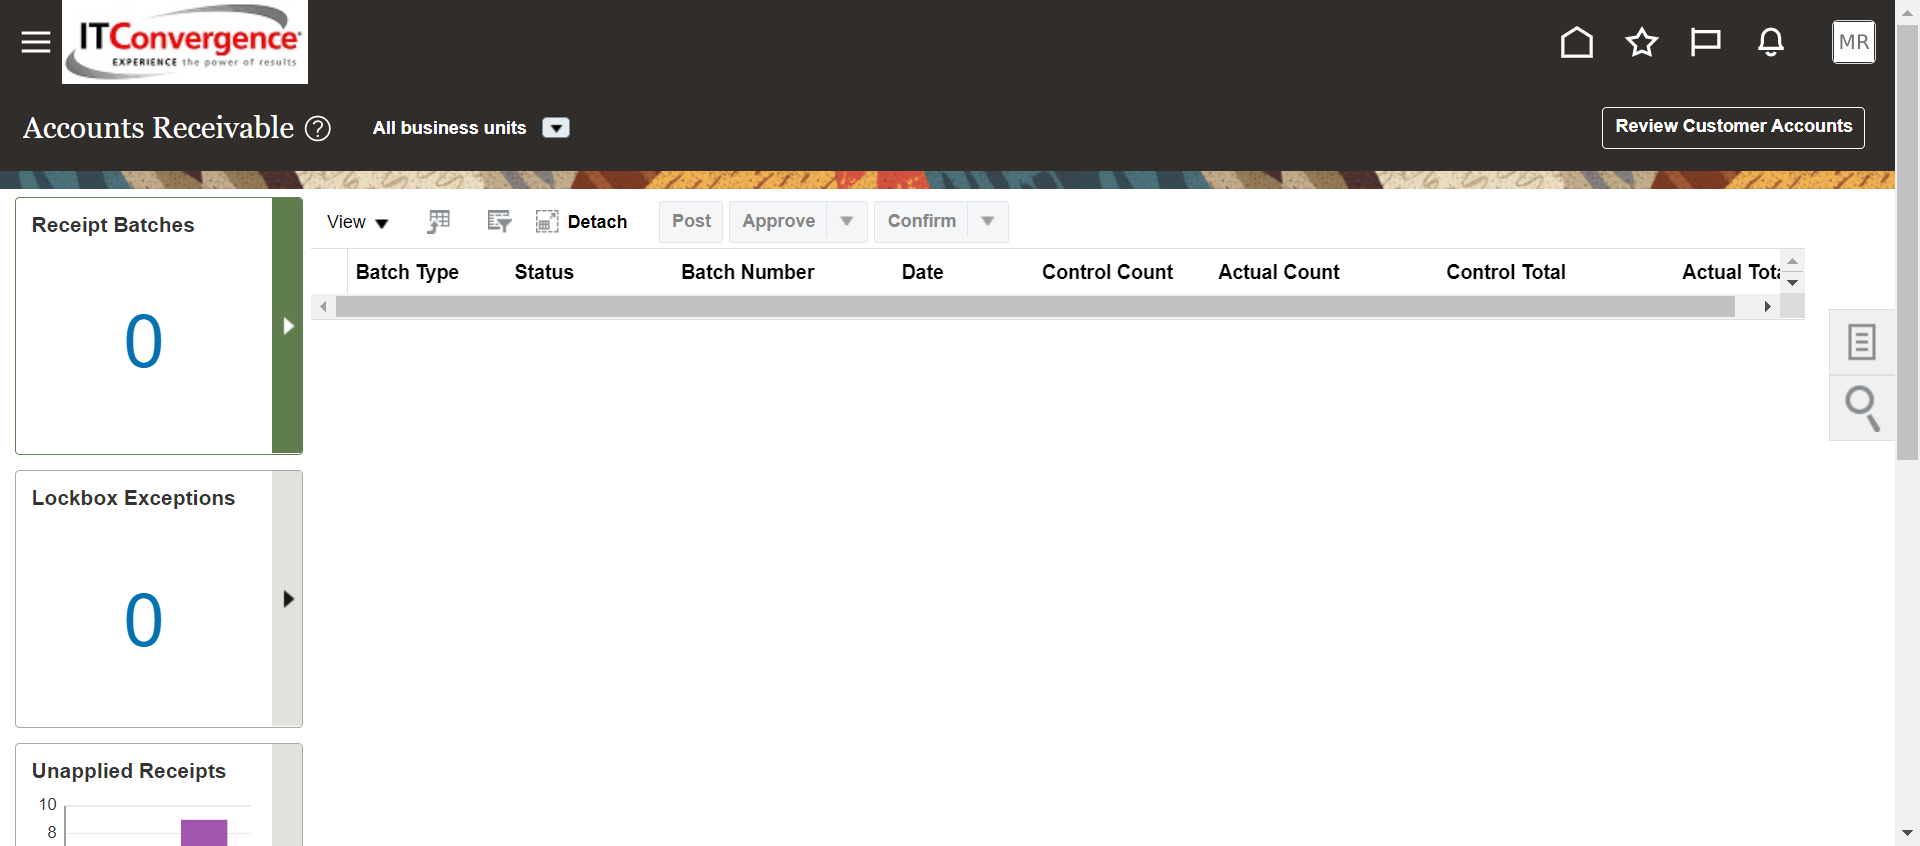 ITConvergence
EXPERIENCE the power of results
MR
Accounts Receivable ?
All business units
Review Customer Accounts
Receipt Batches
0
View
Detach
Post
Approve
Confirm
Batch Type Status Batch Number Date Control Count Actual Count Control Total Actual Tota
Lockbox Exceptions
0
Unapplied Receipts
10
8